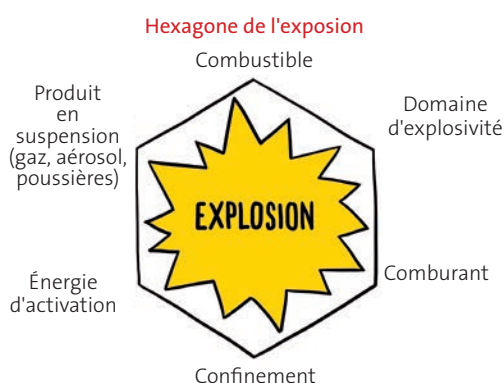 Hexagone de l'exposion
Combustible
Produit
en
suspension
(gaz, aérosol,
poussières)
Domaine
d'explosivité
EXPLOSION
Énergie
d'activation
Comburant
Confinement